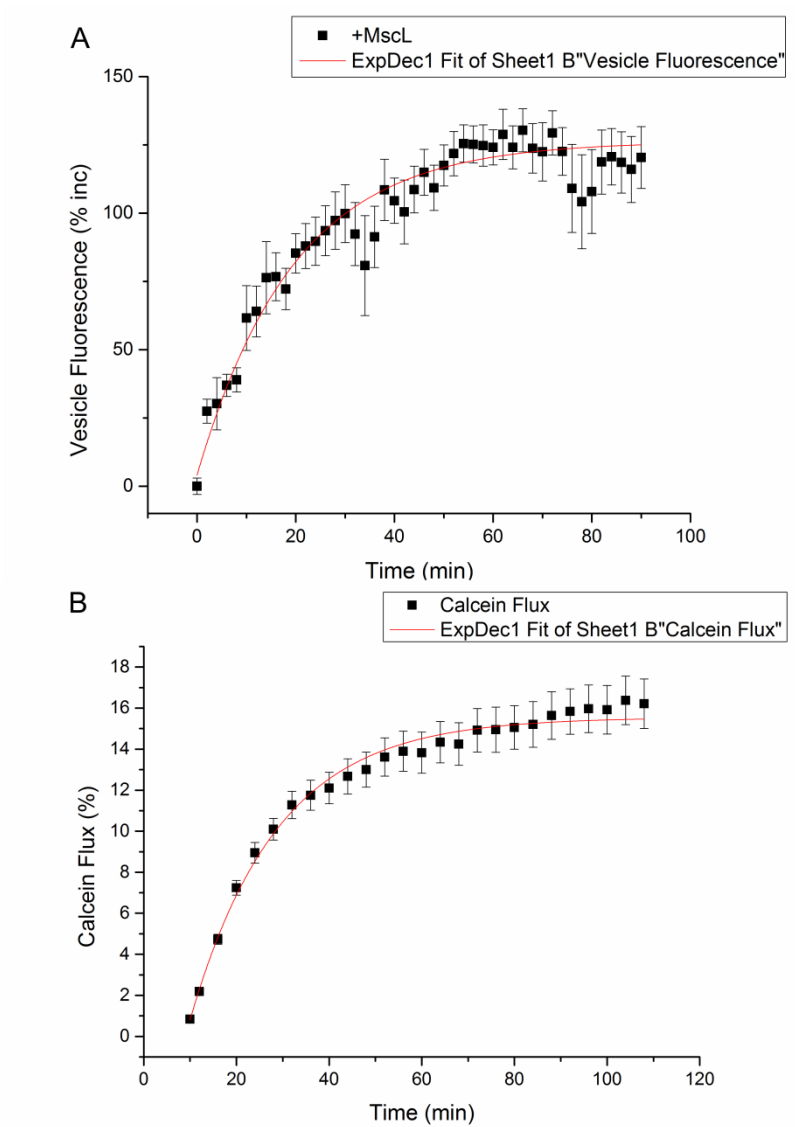 A
+MscL
ExpDec1 Fit of Sheet1 B"Vesicle Fluorescence"
150
100
50
0
Vesicle Fluorescence (% inc)
0 20 40 60 80 100
Time (min)
B
Calcein Flux
ExpDec1 Fit of Sheet1 B"Calcein Flux"
18
16
14
12
10
8
6
4
2
0
Calcein Flux (%)
0 20 40 60 80 100 120
Time (min)